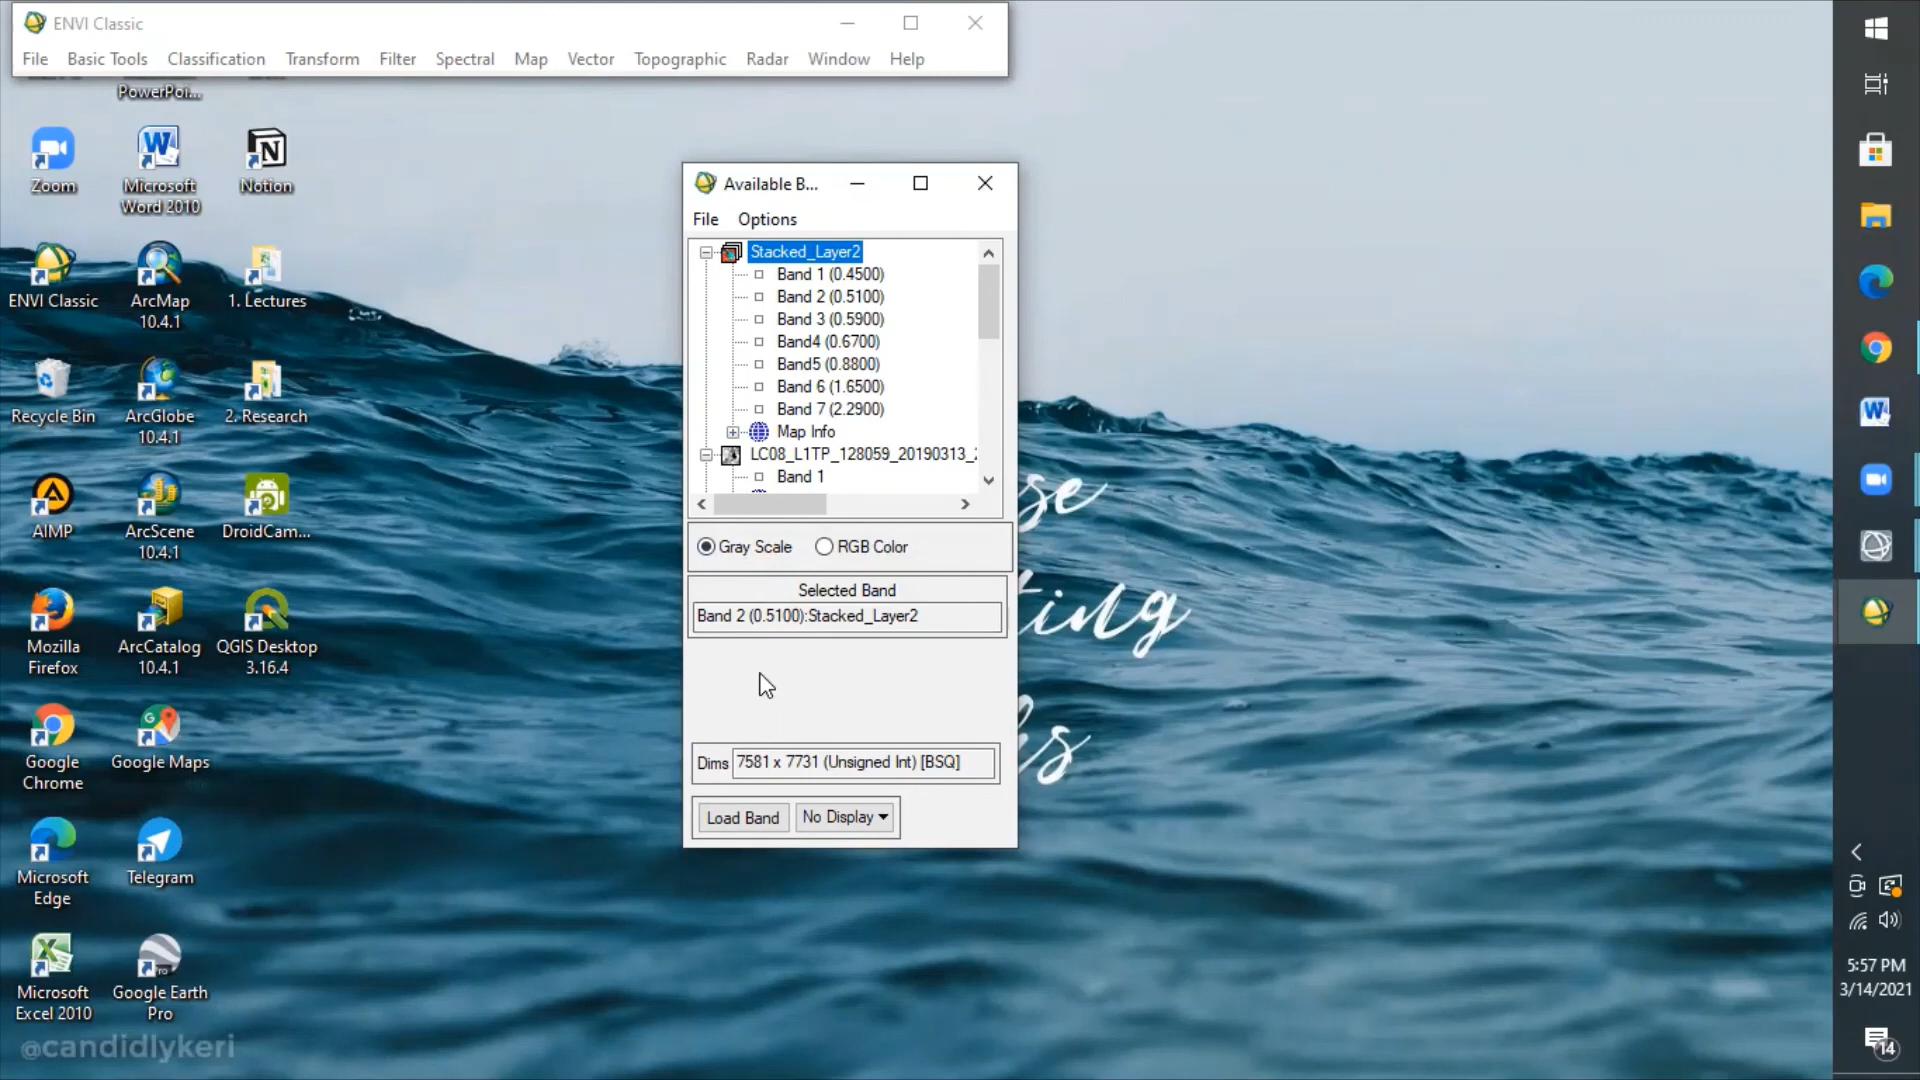 ENVI Classic
File Basic Tools Classification Transform Filter Spectral Map Vector Topographic Radar Window Help
PowerPoi...
Zoom
Microsoft
Word 2010
Notion
ENVI Classic
ArcMap
10.4.1
1. Lectures
Recycle Bin
ArcGlobe
10.4.1
2. Research
AIMP
ArcScene
10.4.1
DroidCam...
Mozilla
Firefox
ArcCatalog
10.4.1
QGIS Desktop
3.16.4
Google
Chrome
Google Maps
Microsoft
Edge
Telegram
Microsoft
Excel 2010
Google Earth
Pro
@candidlykeri
Available B...
File Options
Stacked_Layer2
Band 1 (0.4500)
Band 2 (0.5100)
Band 3 (0.5900)
Band4 (0.6700)
Band5 (0.8800)
Band 6 (1.6500)
Band 7 (2.2900)
Map Info
LC08_L1TP_128059_20190313_
Band 1
Gray Scale RGB Color
Selected Band
Band 2 (0.5100):Stacked_Layer2
Dims 7581 x 7731 (Unsigned Int) [BSQ]
Load Band No Display
5:57 PM
3/14/2021
14